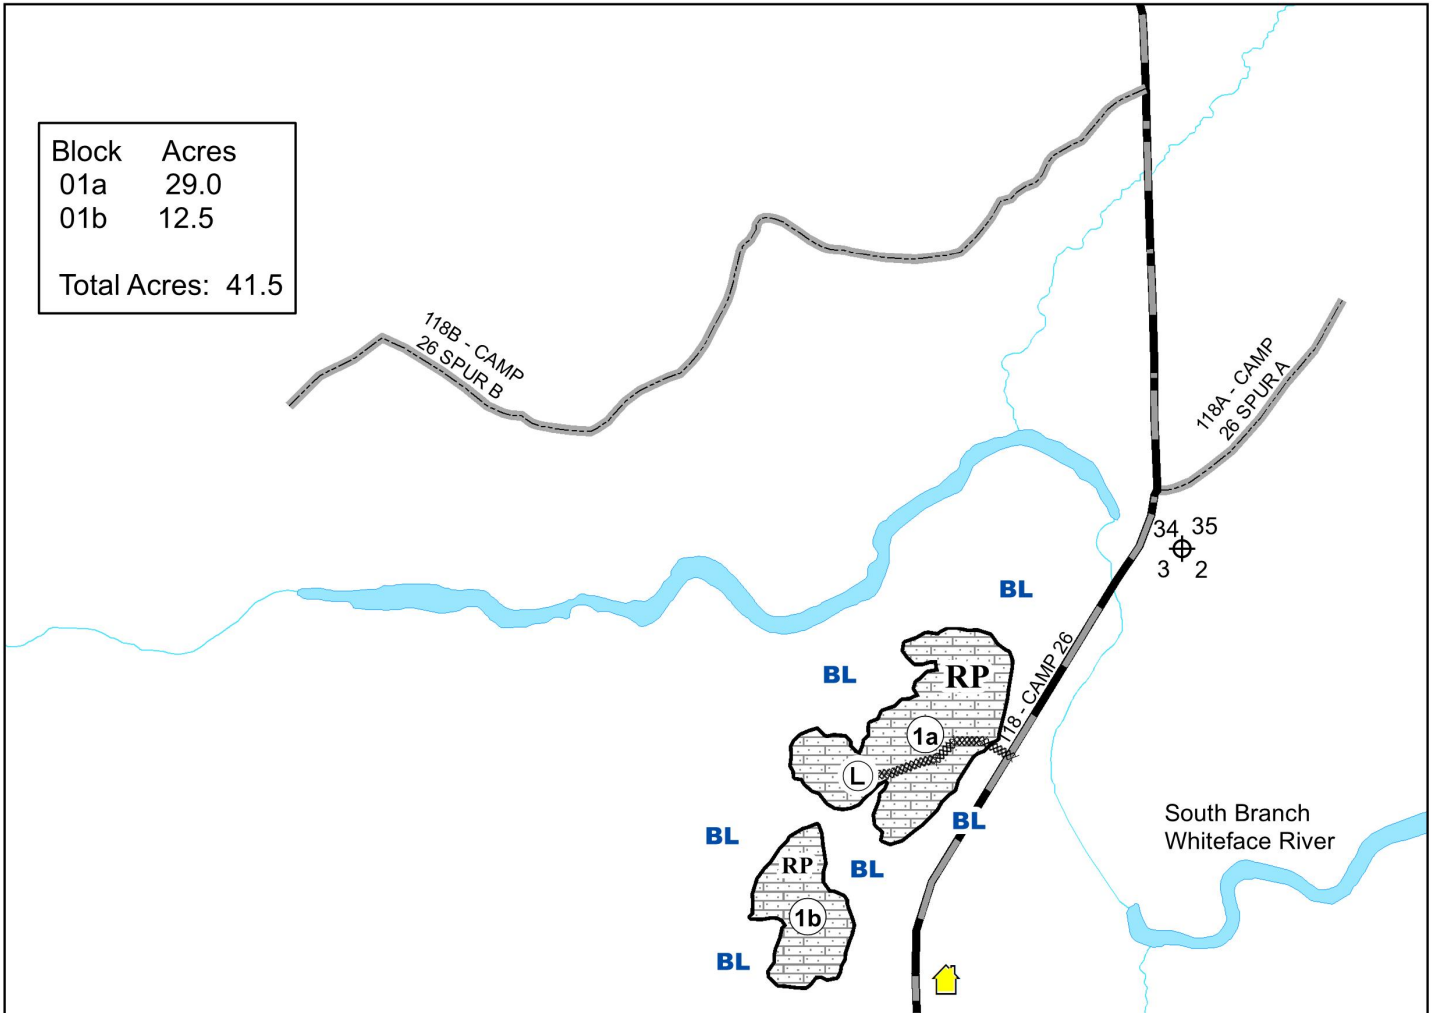 Block Acres
01a 29.0
01b 12.5
Total Acres: 41.5
118B - CAMP
26 SPUR B
118A - CAMP
26 SPUR A
34 35
3 2
BL
118 - CAMP 26
BL
RP
1a
L
BL
South Branch
Whiteface River
BL
BL
RP
1b
BL